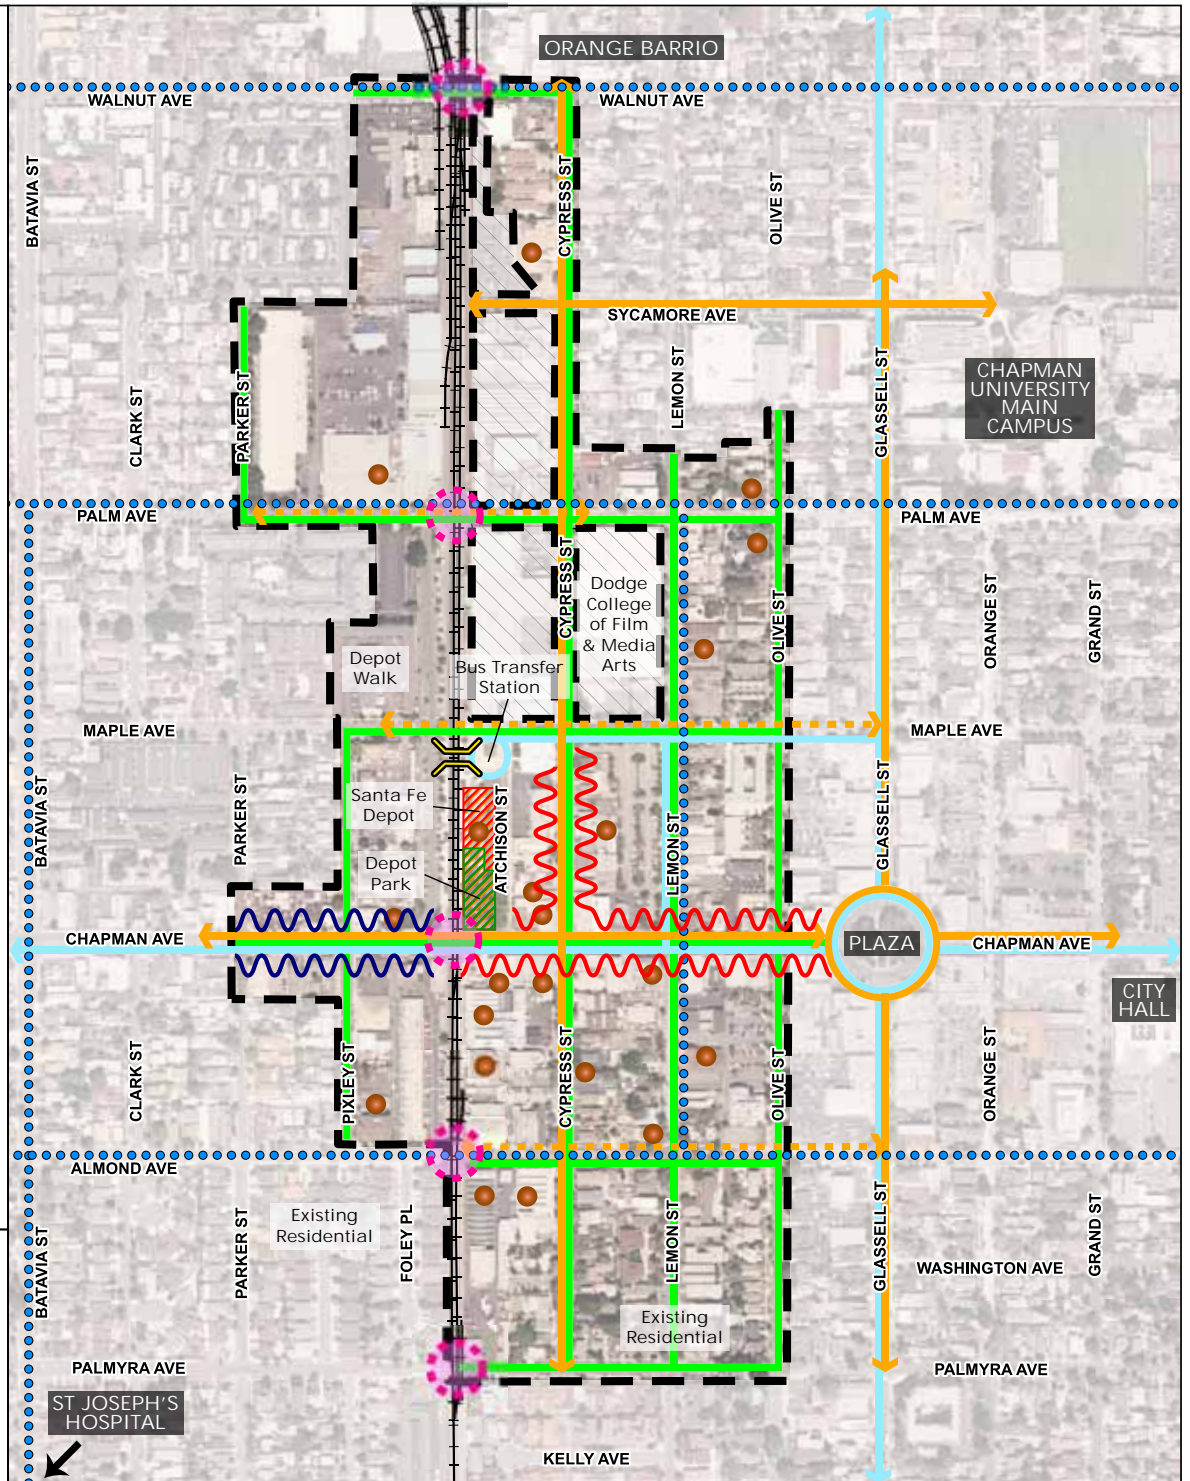 ORANGE BARRIO
WALNUT AVE
WALNUT AVE
BATAVIA ST
CYPRESS ST
OLIVE ST
SYCAMORE AVE
CLARK ST
PARKER ST
LEMON ST
GLASSELL ST
CHAPMAN
UNIVERSITY
MAIN
CAMPUS
PALM AVE
PALM AVE
CYPRESS ST
Dodge
College
of Film
& Media
Arts
OLIVE ST
ORANGE ST
GRAND ST
Depot
Walk
Bus Transfer
Station
MAPLE AVE
MAPLE AVE
BATAVIA ST
PARKER ST
Santa Fe
Depot
ATCHISON ST
LEMON ST
GLASSELL ST
Depot
Park
CHAPMAN AVE
PLAZA
CHAPMAN AVE
CITY
HALL
CLARK ST
PIXLEY ST
CYPRESS ST
OLIVE ST
ORANGE ST
ALMOND AVE
BATAVIA ST
PARKER ST
Existing
Residential
FOLEY PL
LEMON ST
GLASSELL ST
WASHINGTON AVE
GRAND ST
Existing
Residential
PALMYRA AVE
PALMYRA AVE
ST JOSEPH'S
HOSPITAL
KELLY AVE